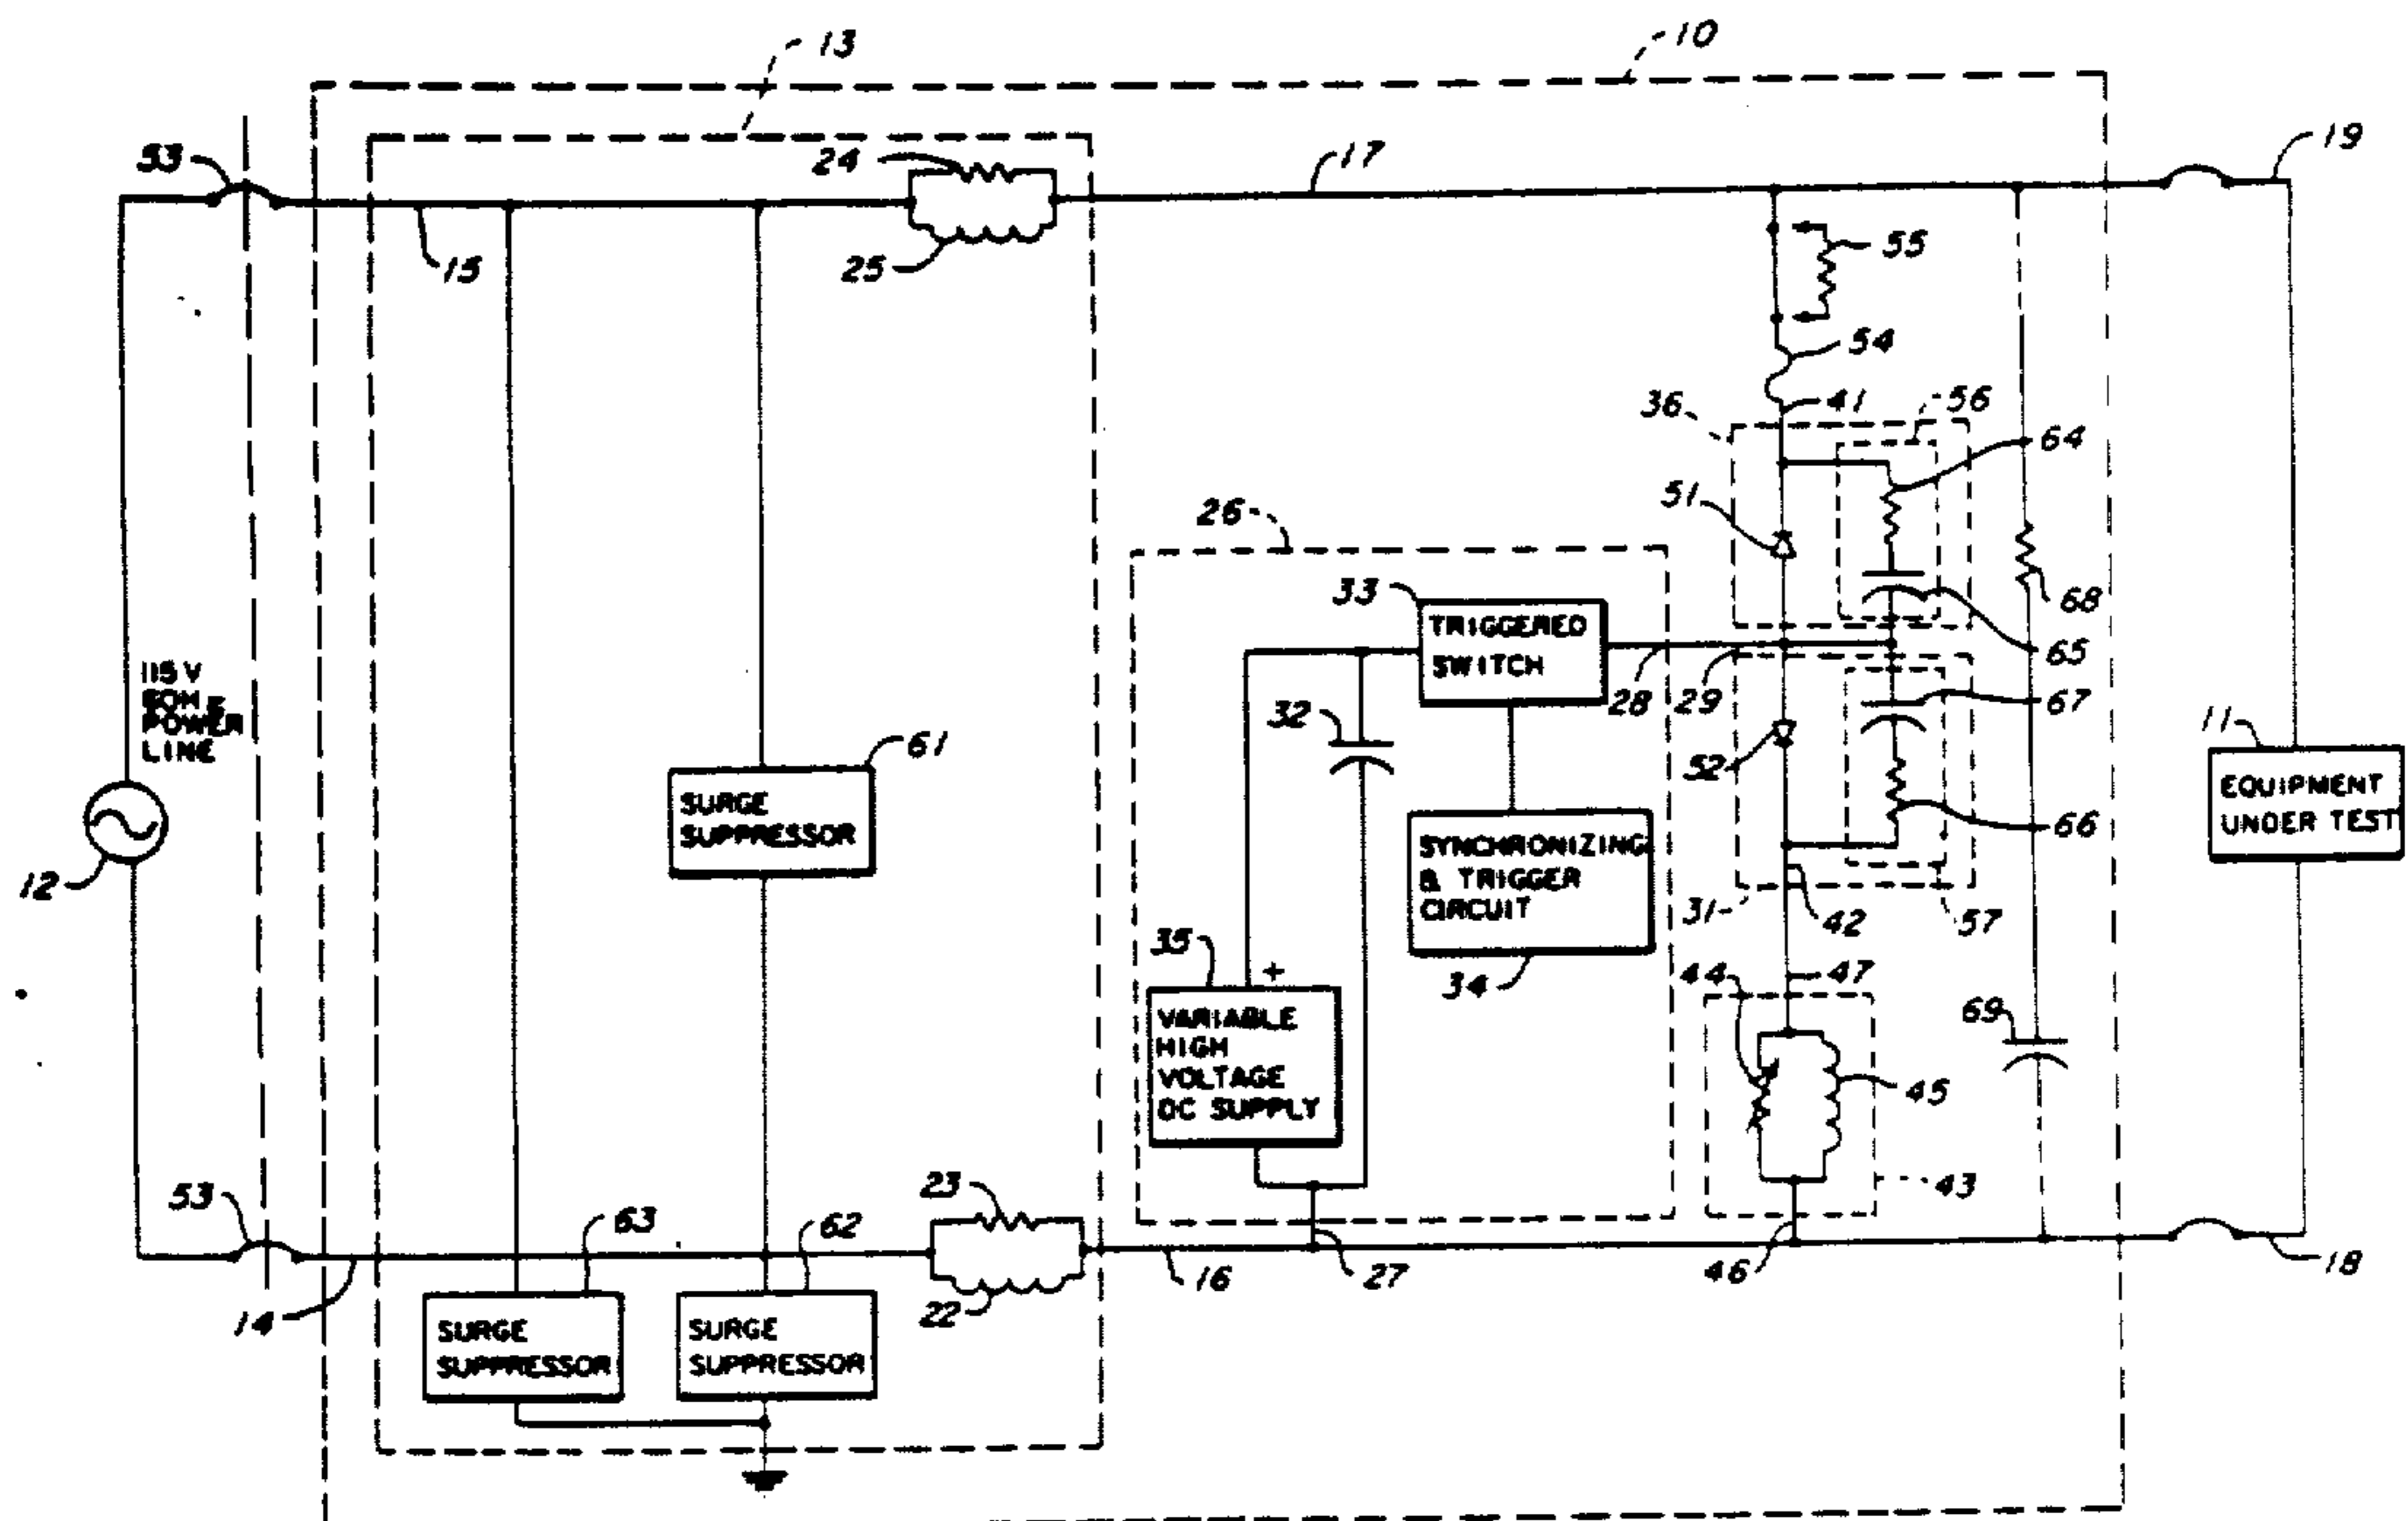 13
10
53
24
17
19
15
25
55
54
41
36
56
64
51
26
33
TRIGGERED
SWITCH
65
68
28
29
67
32
52
115 V
60Hz
POWER
LINE
61
SURGE
SUPPRESSOR
11
EQUIPMENT
UNDER TEST
66
12
SYNCHRONIZING
& TRIGGER
CIRCUIT
31
42
57
35
+
34
44
47
69
VARIABLE
HIGH
VOLTAGE
DC SUPPLY
45
43
53
63
62
23
14
22
16
27
46
18
SURGE
SUPPRESSOR
SURGE
SUPPRESSOR